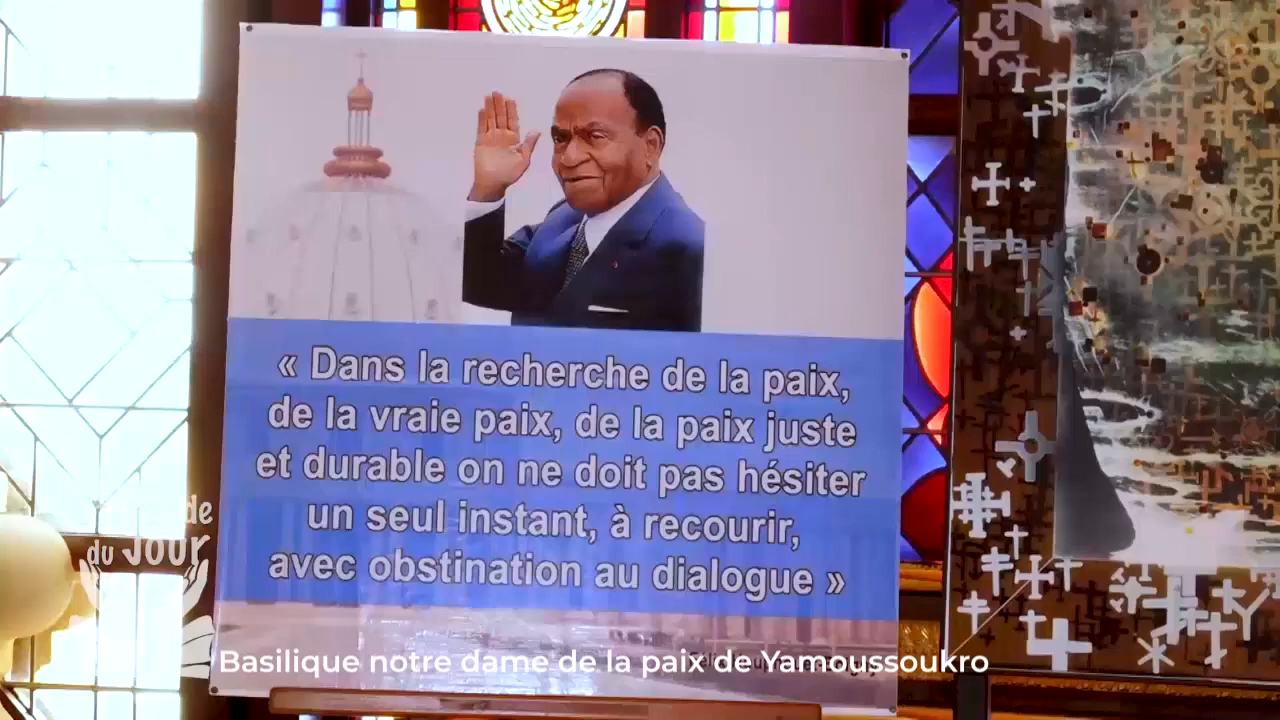 « Dans la recherche de la paix,
de la vraie paix, de la paix juste
et durable on ne doit pas hésiter
un seul instant, à recourir,
avec obstination au dialogue »
de
du Jour
Basilique notre dame de la paix de Yamoussoukro